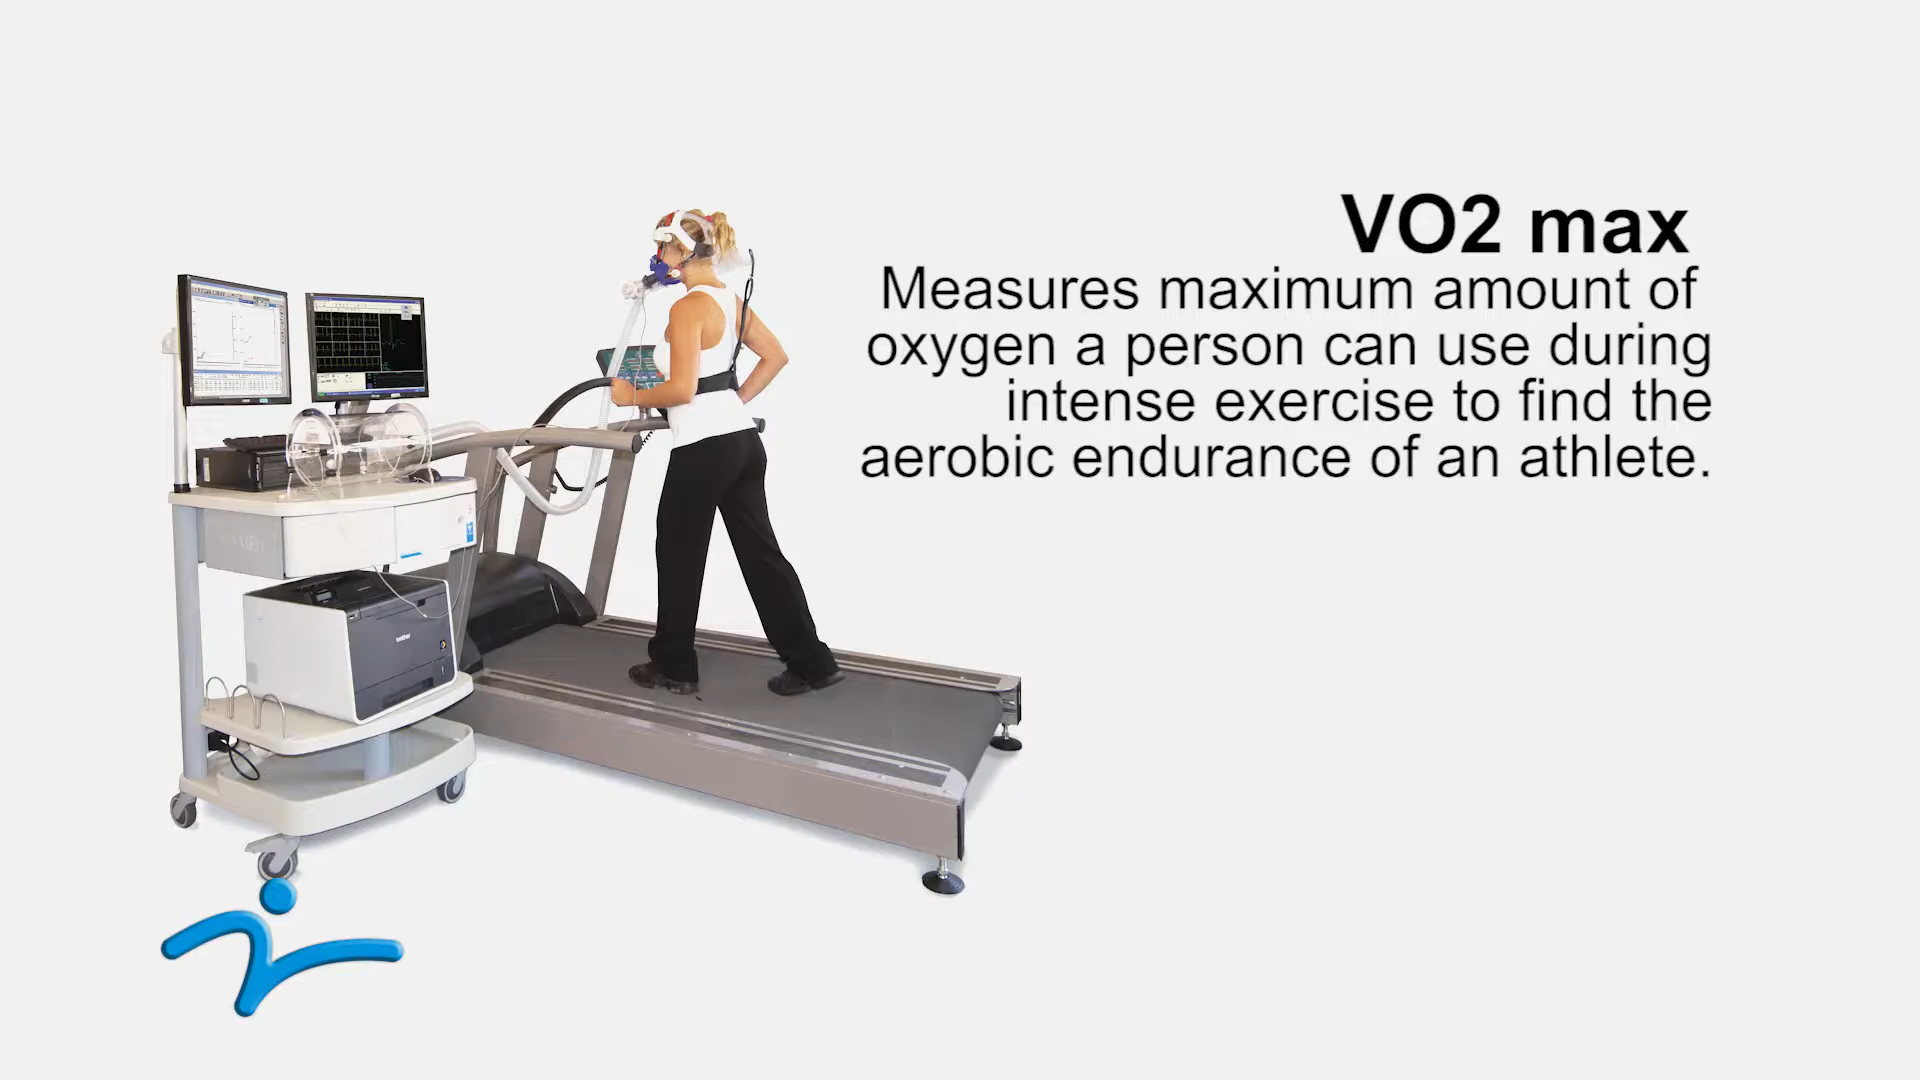 VO2 max
Measures maximum amount of
oxygen a person can use during
intense exercise to find the
aerobic endurance of an athlete.
brother